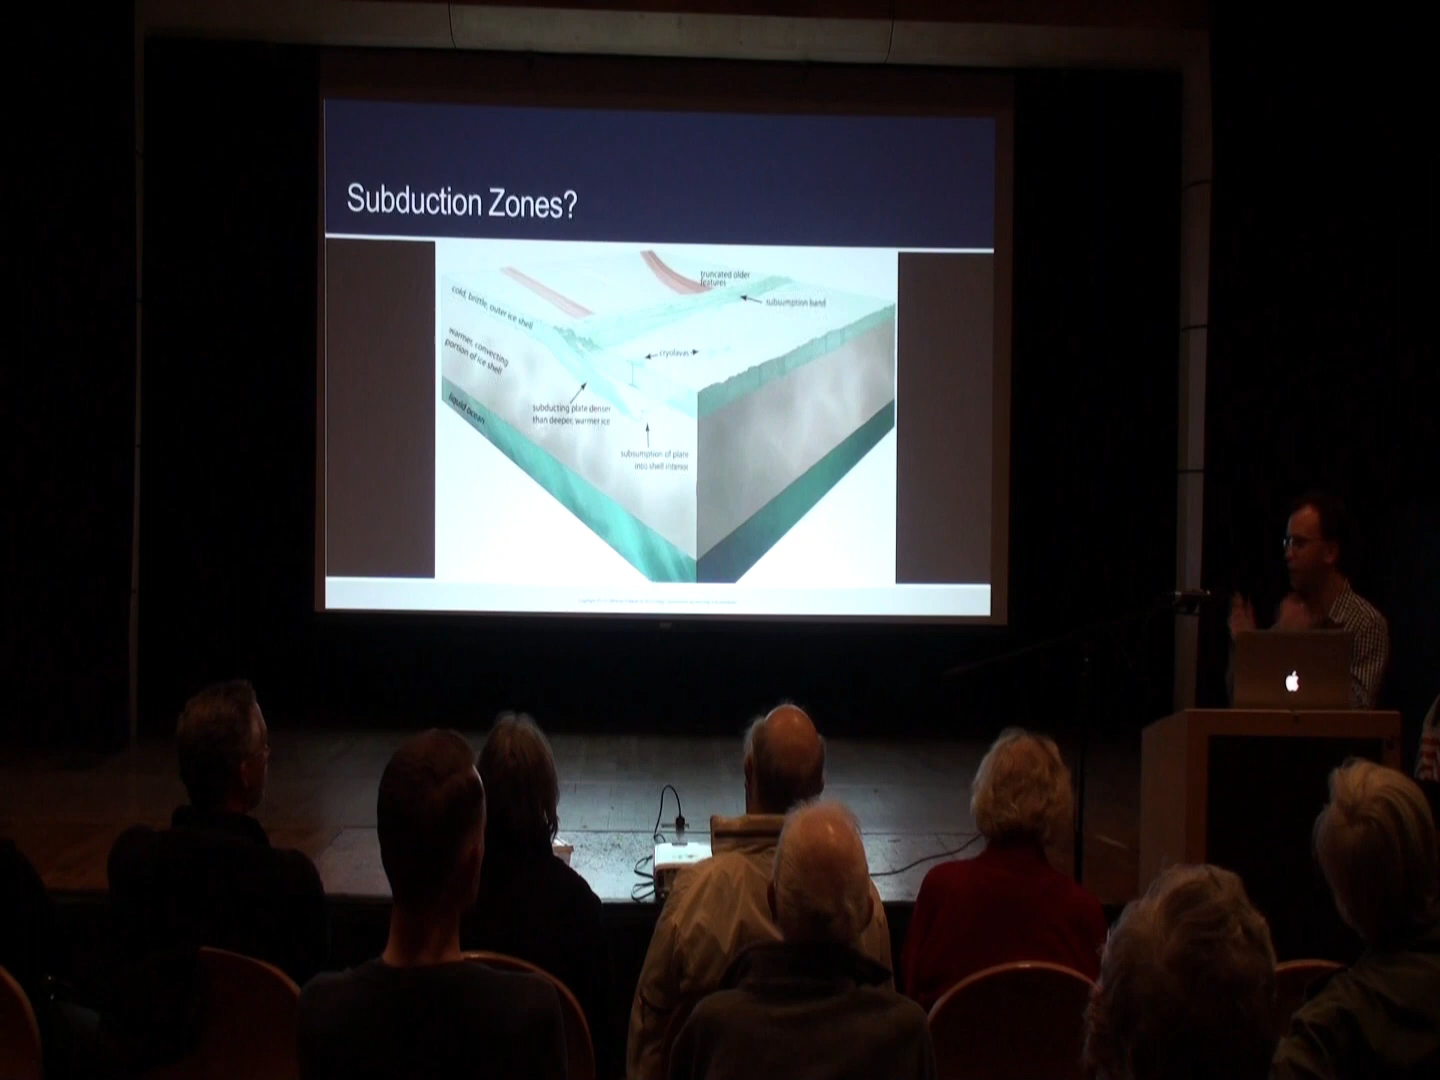 Subduction Zones?
truncated older
features
subsumption band
cold, brittle, outer ice shell
cryolavas
warmer, convecting
portion of ice shell
liquid ocean
subducting plate denser
than deeper, warmer ice
subsumption of plate
into shell interior